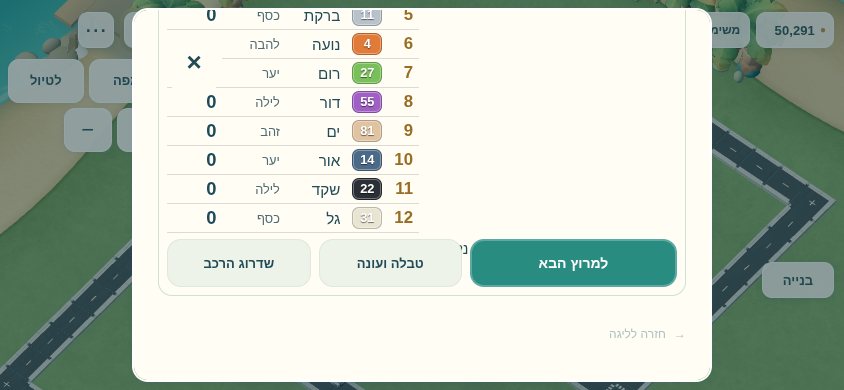 50,291
משימ
לטיול
מפה
5 11 ברקת כסף 0
6 4 נועה להבה
7 27 רום יער
8 55 דור לילה 0
9 81 ים זהב 0
10 14 אור יער 0
11 22 שקד לילה 0
12 31 גל כסף 0
למרוץ הבא
טבלה ועונה
שדרוג הרכב
בנייה
חזרה לליגה →